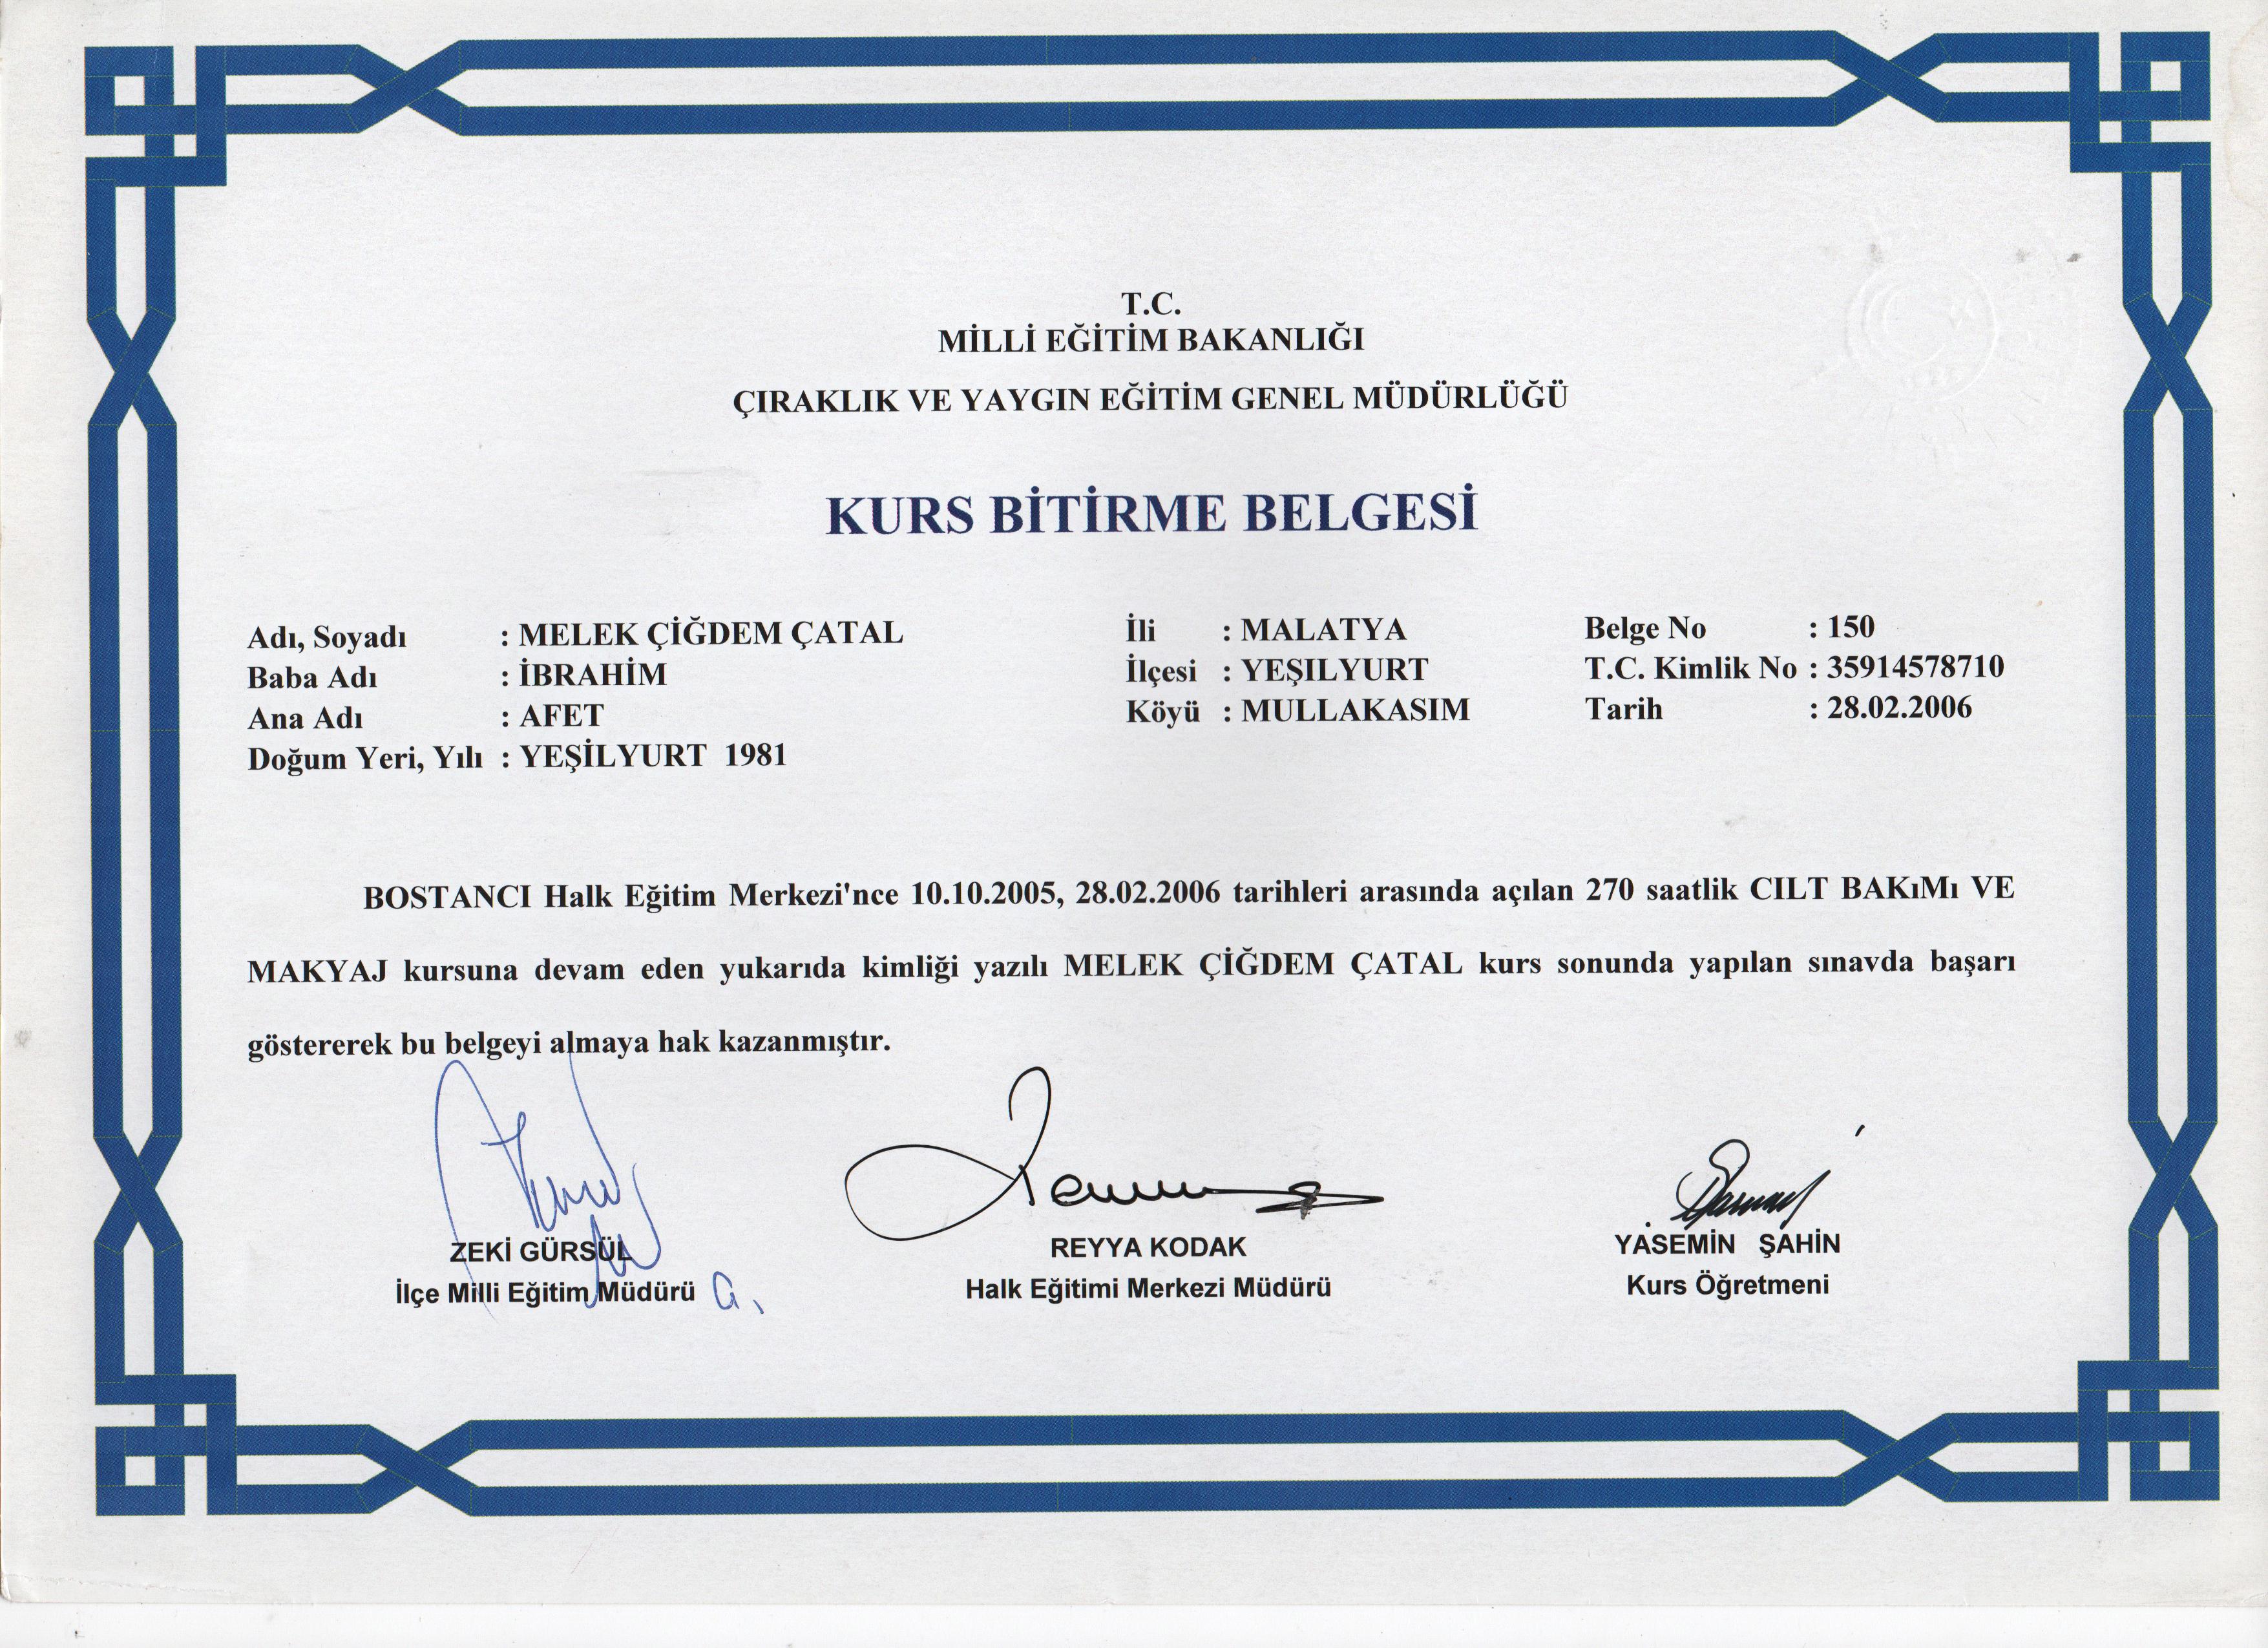 T.C.
MİLLİ EĞİTİM BAKANLIĞI
ÇIRAKLIK VE YAYGIN EĞİTİM GENEL MÜDÜRLÜĞÜ
KURS BİTİRME BELGESİ
Adı, Soyadı : MELEK ÇİĞDEM ÇATAL
Baba Adı : İBRAHİM
Ana Adı : AFET
Doğum Yeri, Yılı : YEŞİLYURT 1981
İli : MALATYA
İlçesi : YEŞILYURT
Köyü : MULLAKASIM
Belge No : 150
T.C. Kimlik No : 35914578710
Tarih : 28.02.2006
BOSTANCI Halk Eğitim Merkezi'nce 10.10.2005, 28.02.2006 tarihleri arasında açılan 270 saatlik CILT BAKıMı VE
MAKYAJ kursuna devam eden yukarıda kimliği yazılı MELEK ÇİĞDEM ÇATAL kurs sonunda yapılan sınavda başarı
göstererek bu belgeyi almaya hak kazanmıştır.
ZEKİ GÜRSÜL
İlçe Milli Eğitim Müdürü
REYYA KODAK
Halk Eğitimi Merkezi Müdürü
YASEMİN ŞAHİN
Kurs Öğretmeni